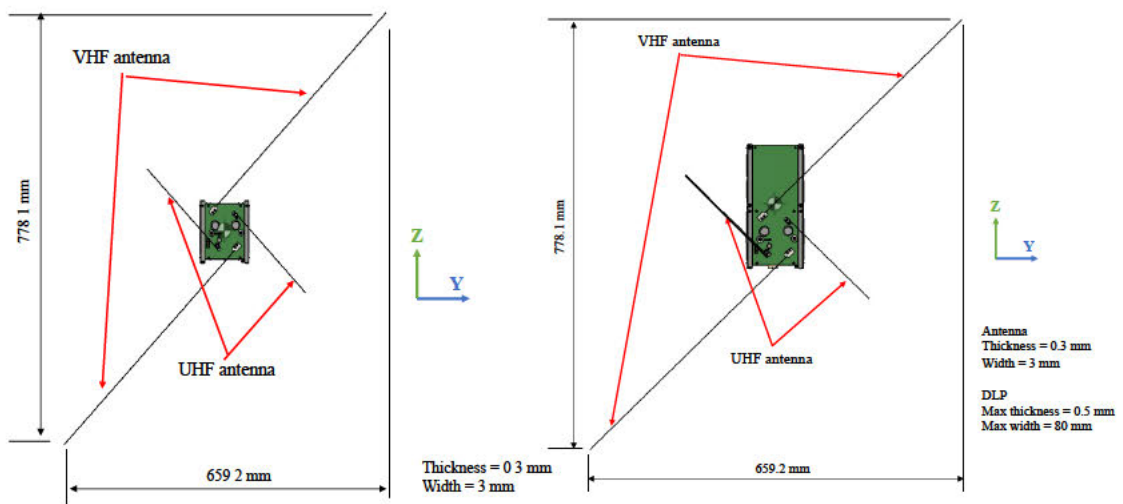 VHF antenna
778 1 mm
Z
Y
UHF antenna
659 2 mm
Thickness = 0 3 mm
Width = 3 mm
VHF antenna
778.1 mm
Z
Y
UHF antenna
659.2 mm
Antenna
Thickness = 0.3 mm
Width = 3 mm
DLP
Max thickness = 0.5 mm
Max width = 80 mm